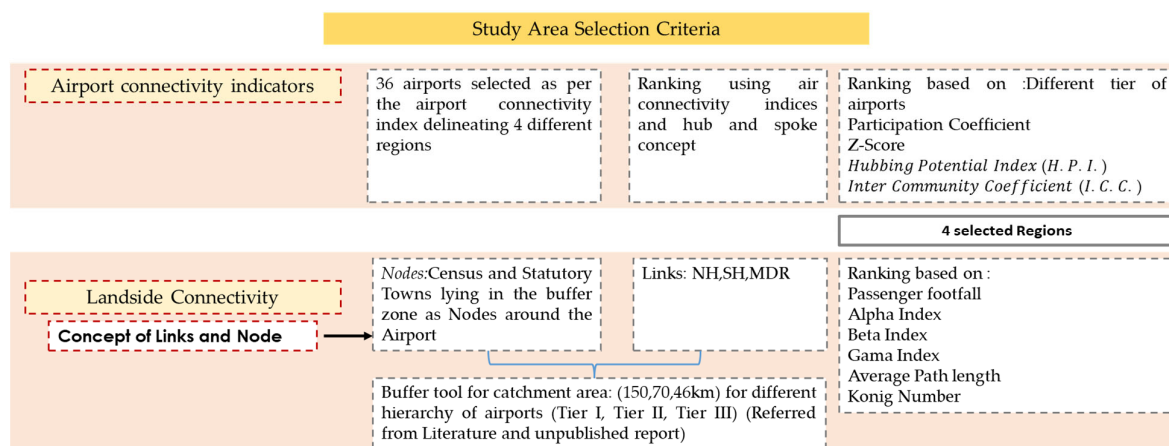 Study Area Selection Criteria
Airport connectivity indicators
36 airports selected as per
the airport connectivity
index delineating 4 different
regions
Ranking using air
connectivity indices
and hub and spoke
concept
Ranking based on :Different tier of
airports
Participation Coefficient
Z-Score
Hubbing Potential Index (H. P. I. )
Inter Community Coefficient (I. C. C. )
4 selected Regions
Landside Connectivity
Concept of Links and Node
Nodes:Census and Statutory
Towns lying in the buffer
zone as Nodes around the
Airport
Links: NH,SH,MDR
Buffer tool for catchment area: (150,70,46km) for different
hierarchy of airports (Tier I, Tier II, Tier III) (Referred
from Literature and unpublished report)
Ranking based on :
Passenger footfall
Alpha Index
Beta Index
Gama Index
Average Path length
Konig Number